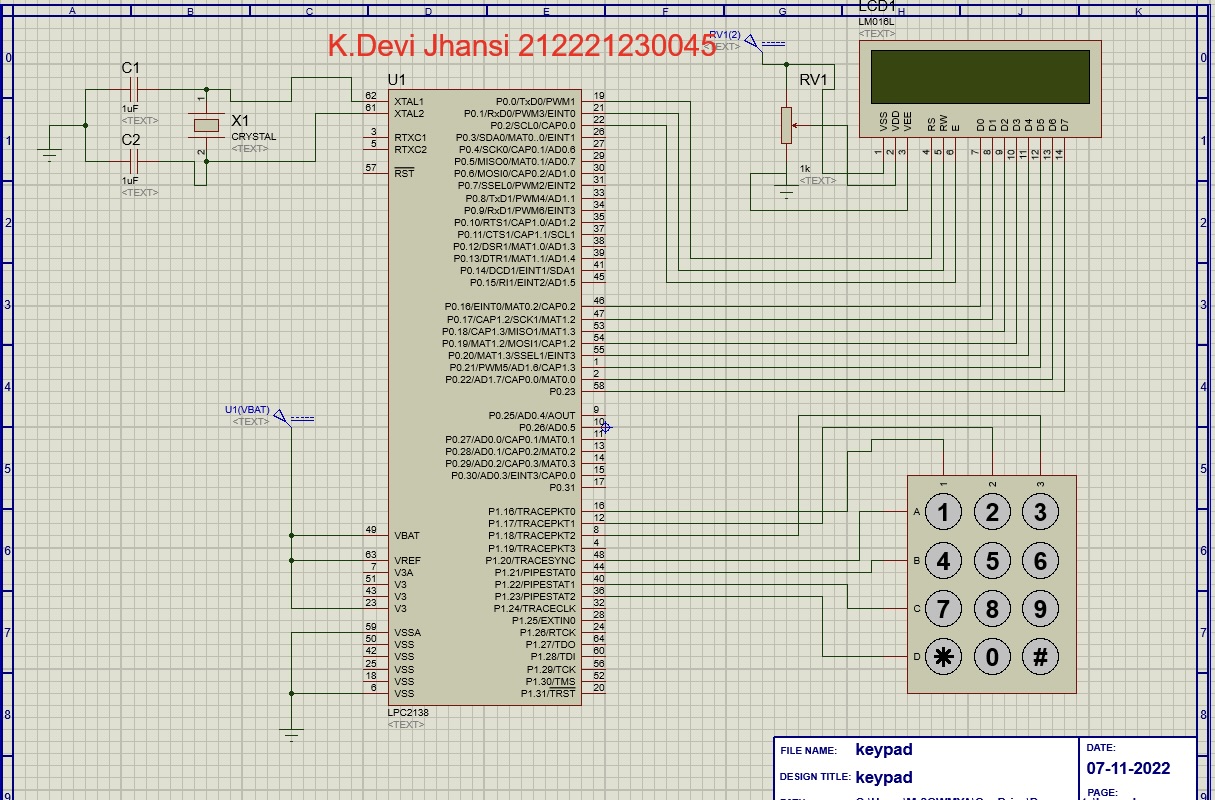 A B C D E F G H J K
LCD1
LM016L
<TEXT>
K.Devi Jhansi 212221230045
RV1(2)
<TEXT>
C1
1uF
<TEXT>
C2
1uF
<TEXT>
1
X1
CRYSTAL
<TEXT>
2
U1
62 XTAL1 P0.0/TxD0/PWM1 19
61 XTAL2 P0.1/RxD0/PWM3/EINT0 21
P0.2/SCL0/CAP0.0 22
3 RTXC1 P0.3/SDA0/MAT0.0/EINT1 26
5 RTXC2 P0.4/SCK0/CAP0.1/AD0.6 27
P0.5/MISO0/MAT0.1/AD0.7 29
57 RST P0.6/MOSI0/CAP0.2/AD1.0 30
P0.7/SSEL0/PWM2/EINT2 31
P0.8/TxD1/PWM4/AD1.1 33
P0.9/RxD1/PWM6/EINT3 34
P0.10/RTS1/CAP1.0/AD1.2 35
P0.11/CTS1/CAP1.1/SCL1 37
P0.12/DSR1/MAT1.0/AD1.3 38
P0.13/DTR1/MAT1.1/AD1.4 39
P0.14/DCD1/EINT1/SDA1 41
P0.15/RI1/EINT2/AD1.5 45
P0.16/EINT0/MAT0.2/CAP0.2 46
P0.17/CAP1.2/SCK1/MAT1.2 47
P0.18/CAP1.3/MISO1/MAT1.3 53
P0.19/MAT1.2/MOSI1/CAP1.2 54
P0.20/MAT1.3/SSEL1/EINT3 55
P0.21/PWM5/AD1.6/CAP1.3 1
P0.22/AD1.7/CAP0.0/MAT0.0 2
P0.23 58
P0.25/AD0.4/AOUT 9
P0.26/AD0.5 10
P0.27/AD0.0/CAP0.1/MAT0.1 11
P0.28/AD0.1/CAP0.2/MAT0.2 13
P0.29/AD0.2/CAP0.3/MAT0.3 14
P0.30/AD0.3/EINT3/CAP0.0 15
P0.31 17
P1.16/TRACEPKT0 16
P1.17/TRACEPKT1 12
49 VBAT P1.18/TRACEPKT2 8
P1.19/TRACEPKT3 4
63 VREF P1.20/TRACESYNC 48
7 V3A P1.21/PIPESTAT0 44
51 V3 P1.22/PIPESTAT1 40
43 V3 P1.23/PIPESTAT2 36
23 V3 P1.24/TRACECLK 32
P1.25/EXTIN0 28
59 VSSA P1.26/RTCK 24
50 VSS P1.27/TDO 64
42 VSS P1.28/TDI 60
25 VSS P1.29/TCK 56
18 VSS P1.30/TMS 52
6 VSS P1.31/TRST 20
LPC2138
<TEXT>
U1(VBAT)
<TEXT>
RV1
1k
<TEXT>
VSS VDD VEE RS RW E D0 D1 D2 D3 D4 D5 D6 D7
1 2 3 4 5 6 7 8 9 10 11 12 13 14
1 2 3
A 1 2 3
B 4 5 6
C 7 8 9
D * 0 #
0 0
1 1
2 2
3 3
4 4
5 5
6 6
7 7
8 8
FILE NAME: keypad
DESIGN TITLE: keypad
DATE:
07-11-2022
PAGE: